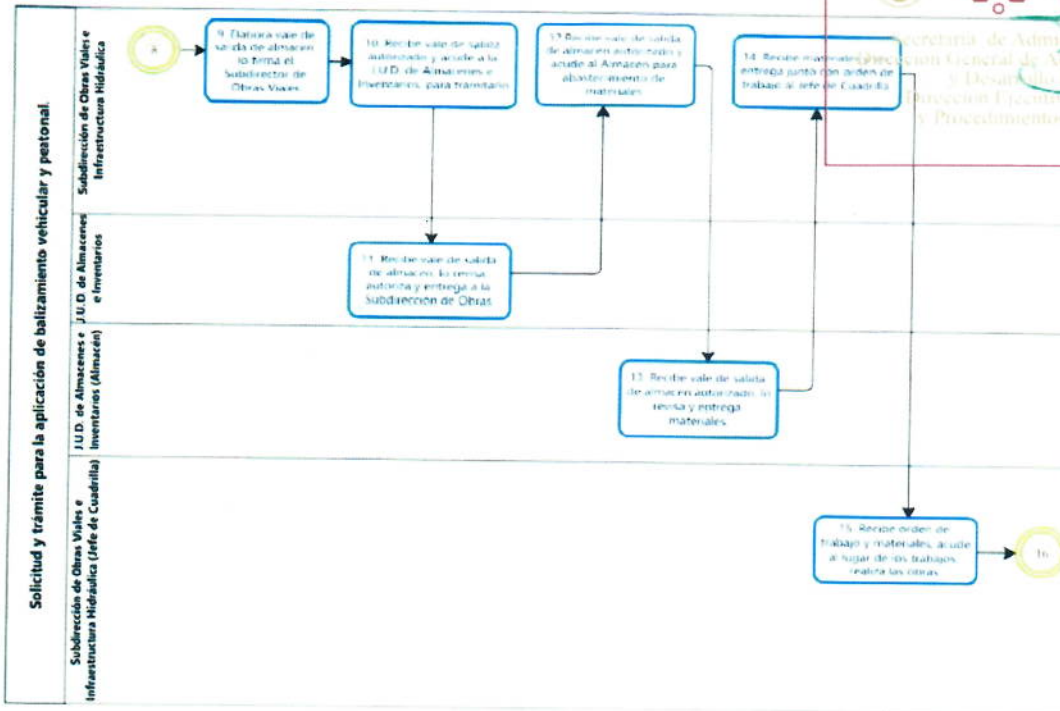 Solicitud y trámite para la aplicación de balizamiento vehicular y peatonal.
Subdirección de Obras Viales e
Infraestructura Hidráulica
8
9. Elabora vale de
salida de almacén
lo firma el
Subdirector de
Obras Viales
10. Recibe vale de salida
autorizado y acude a la
J.U.D. de Almacenes e
Inventarios, para trámitarlo
12. Recibe vale de salida
de almacén autorizado y
acude al Almacén para
abastecimiento de
materiales
14. Recibe materiales
entrega junto con orden de
trabajo al Jefe de Cuadrilla
Secretaría de Admi
Dirección General de A
y Desarrollo
Dirección Ejecuti
y Procedimiento
J.U.D. de Almacenes
e Inventarios
11. Recibe vale de salida
de almacén, lo revisa
autoriza y entrega a la
Subdirección de Obras
J.U.D. de Almacenes e
Inventarios (Almacén)
13. Recibe vale de salida
de almacén autorizado, lo
revisa y entrega
materiales
Subdirección de Obras Viales e
Infraestructura Hidráulica (Jefe de Cuadrilla)
15. Recibe orden de
trabajo y materiales, acude
al lugar de los trabajos
realiza las obras
16